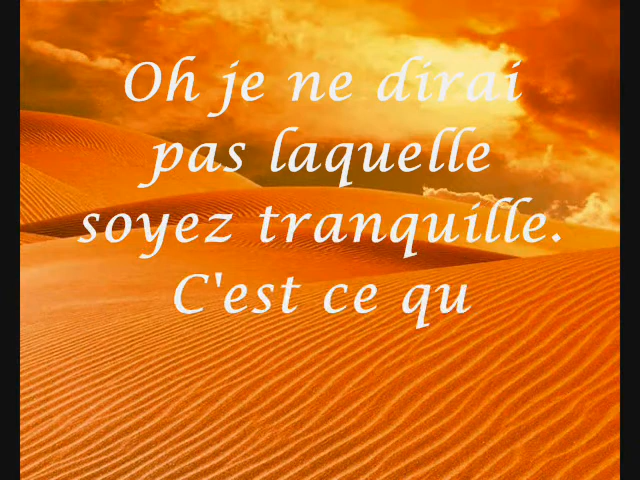 Oh je ne dirai
pas laquelle
soyez tranquille.
C'est ce qu